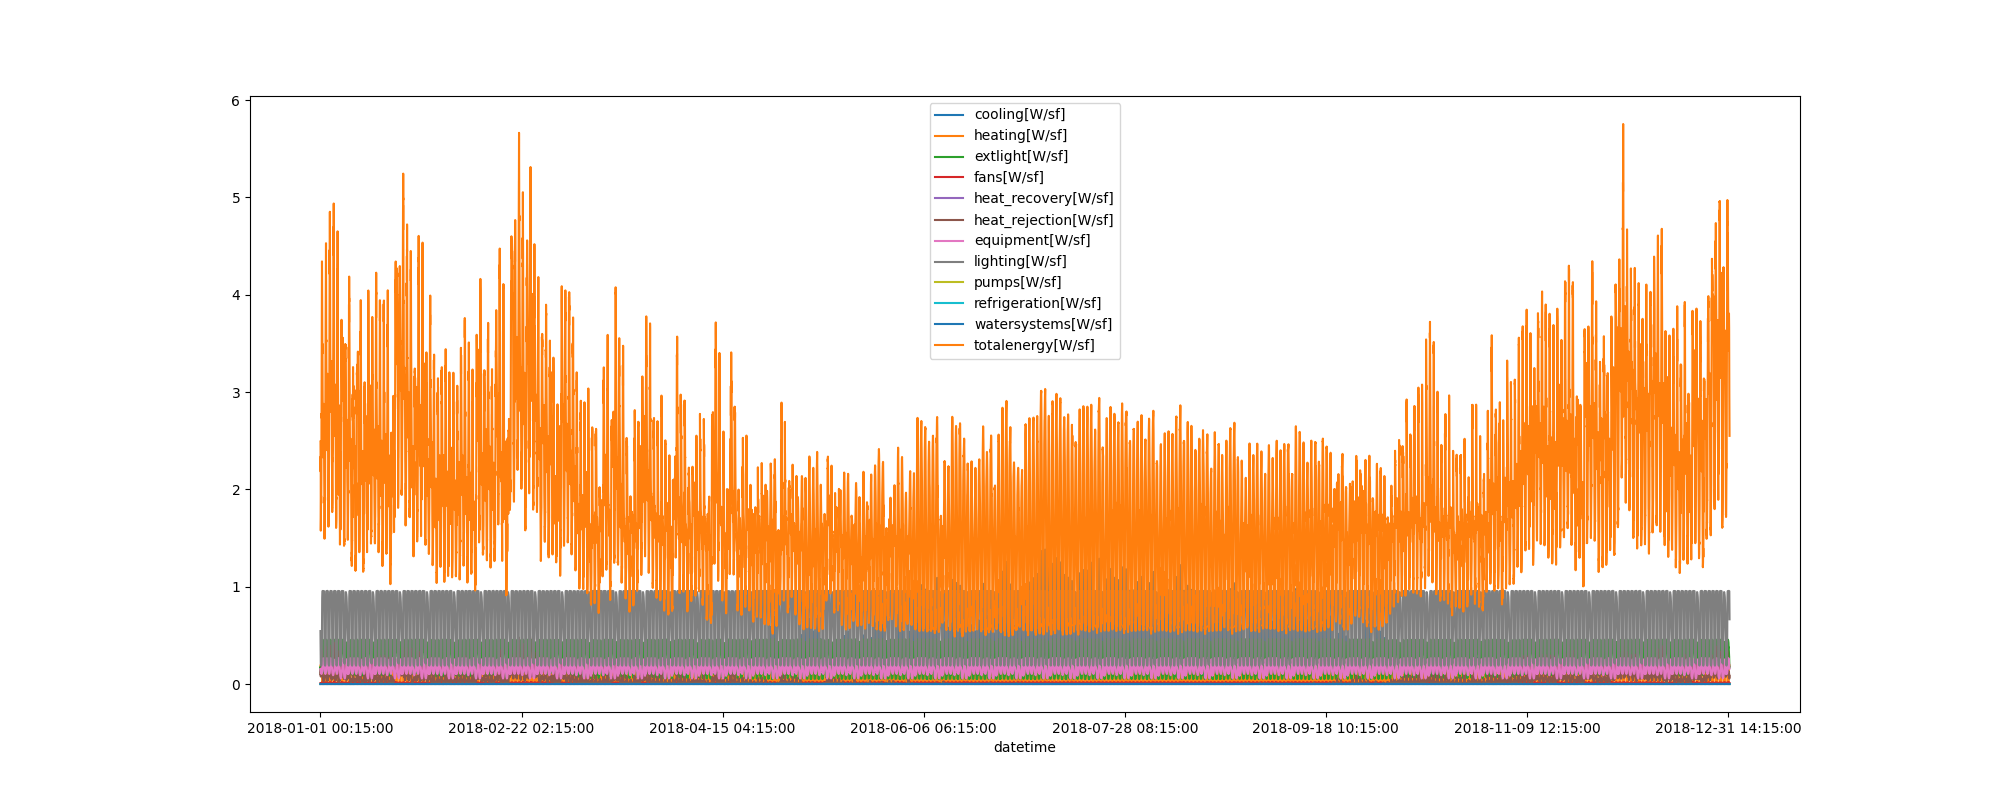 6
5
4
3
2
1
0
cooling[W/sf]
heating[W/sf]
extlight[W/sf]
fans[W/sf]
heat_recovery[W/sf]
heat_rejection[W/sf]
equipment[W/sf]
lighting[W/sf]
pumps[W/sf]
refrigeration[W/sf]
watersystems[W/sf]
totalenergy[W/sf]
2018-01-01 00:15:00 2018-02-22 02:15:00 2018-04-15 04:15:00 2018-06-06 06:15:00 2018-07-28 08:15:00 2018-09-18 10:15:00 2018-11-09 12:15:00 2018-12-31 14:15:00
datetime